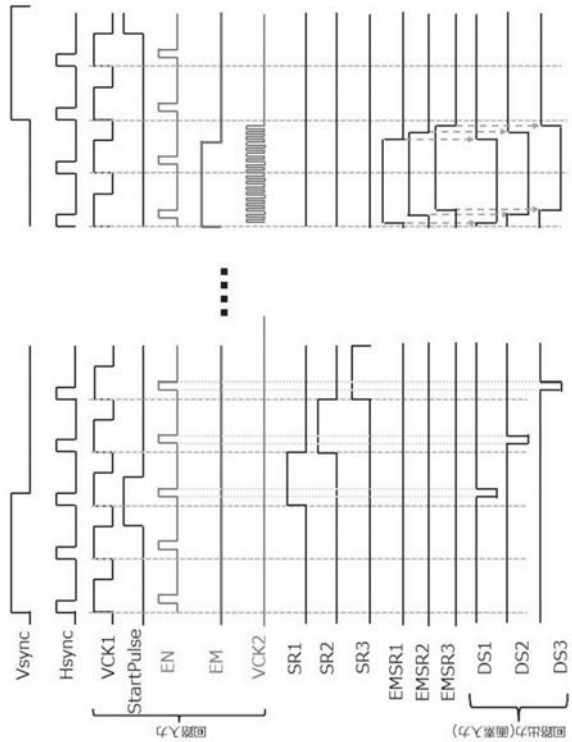 Vsync
Hsync
VCK1
StartPulse
EN
EM
VCK2
SR1
SR2
SR3
EMSR1
EMSR2
EMSR3
DS1
DS2
DS3
回路入力
回路出力(画素入力)